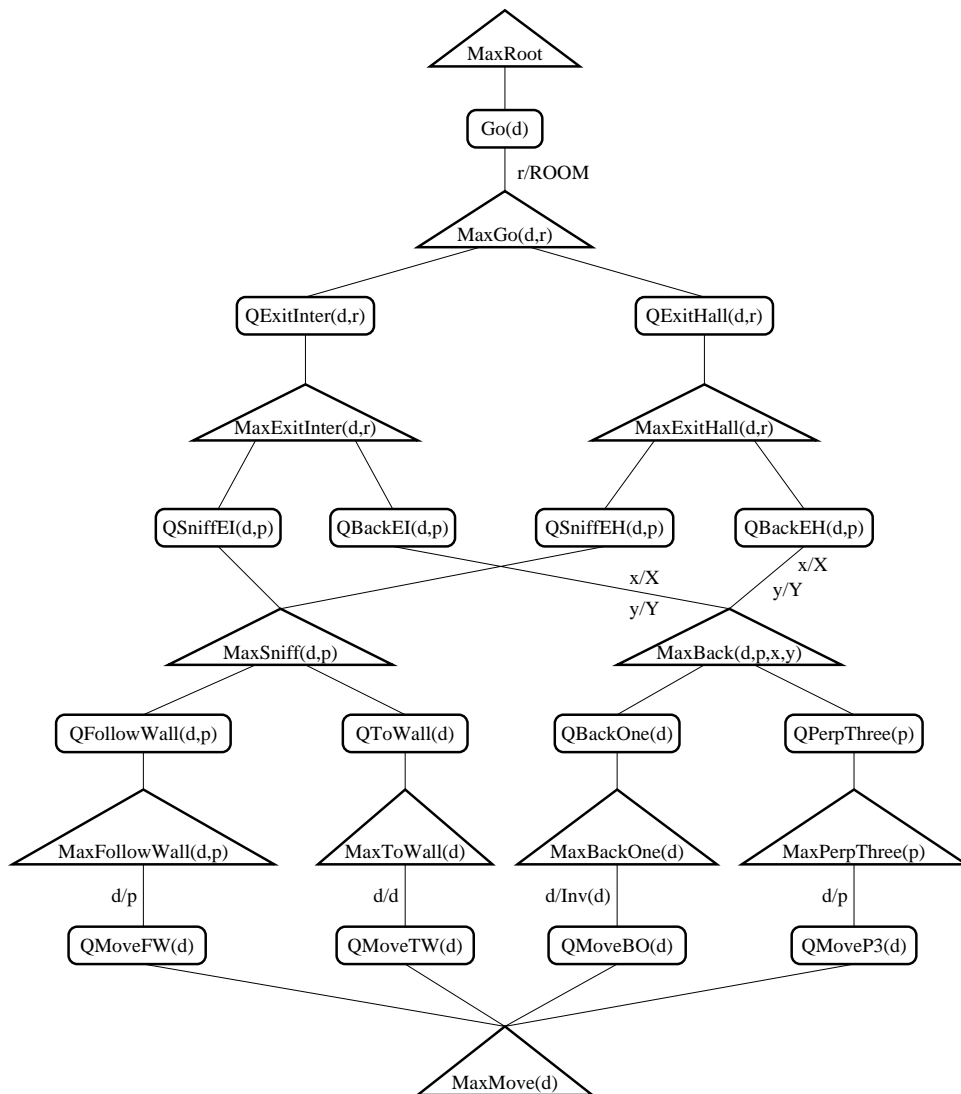 MaxRoot
Go(d)
r/ROOM
MaxGo(d,r)
QExitInter(d,r)
QExitHall(d,r)
MaxExitInter(d,r)
MaxExitHall(d,r)
QSniffEI(d,p)
QBackEI(d,p)
QSniffEH(d,p)
QBackEH(d,p)
x/X
y/Y
x/X
y/Y
MaxSniff(d,p)
MaxBack(d,p,x,y)
QFollowWall(d,p)
QToWall(d)
QBackOne(d)
QPerpThree(p)
MaxFollowWall(d,p)
MaxToWall(d)
MaxBackOne(d)
MaxPerpThree(p)
d/p
d/d
d/Inv(d)
d/p
QMoveFW(d)
QMoveTW(d)
QMoveBO(d)
QMoveP3(d)
MaxMove(d)